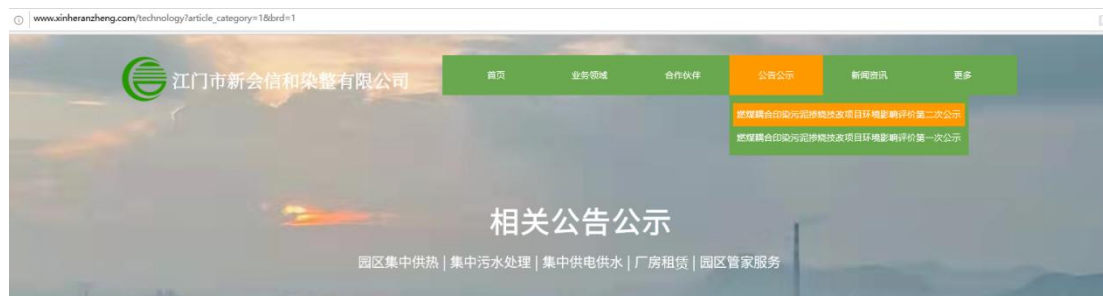 www.xinheranzheng.com/technology?article_category=1&brd=1
江门市新会信和染整有限公司
首页 业务领域 合作伙伴 公告公示 新闻资讯 更多
燃煤耦合印染污泥掺烧技改项目环境影响评价第二次公示
燃煤耦合印染污泥掺烧技改项目环境影响评价第一次公示
相关公告公示
园区集中供热 | 集中污水处理 | 集中供电供水 | 厂房租赁 | 园区管家服务